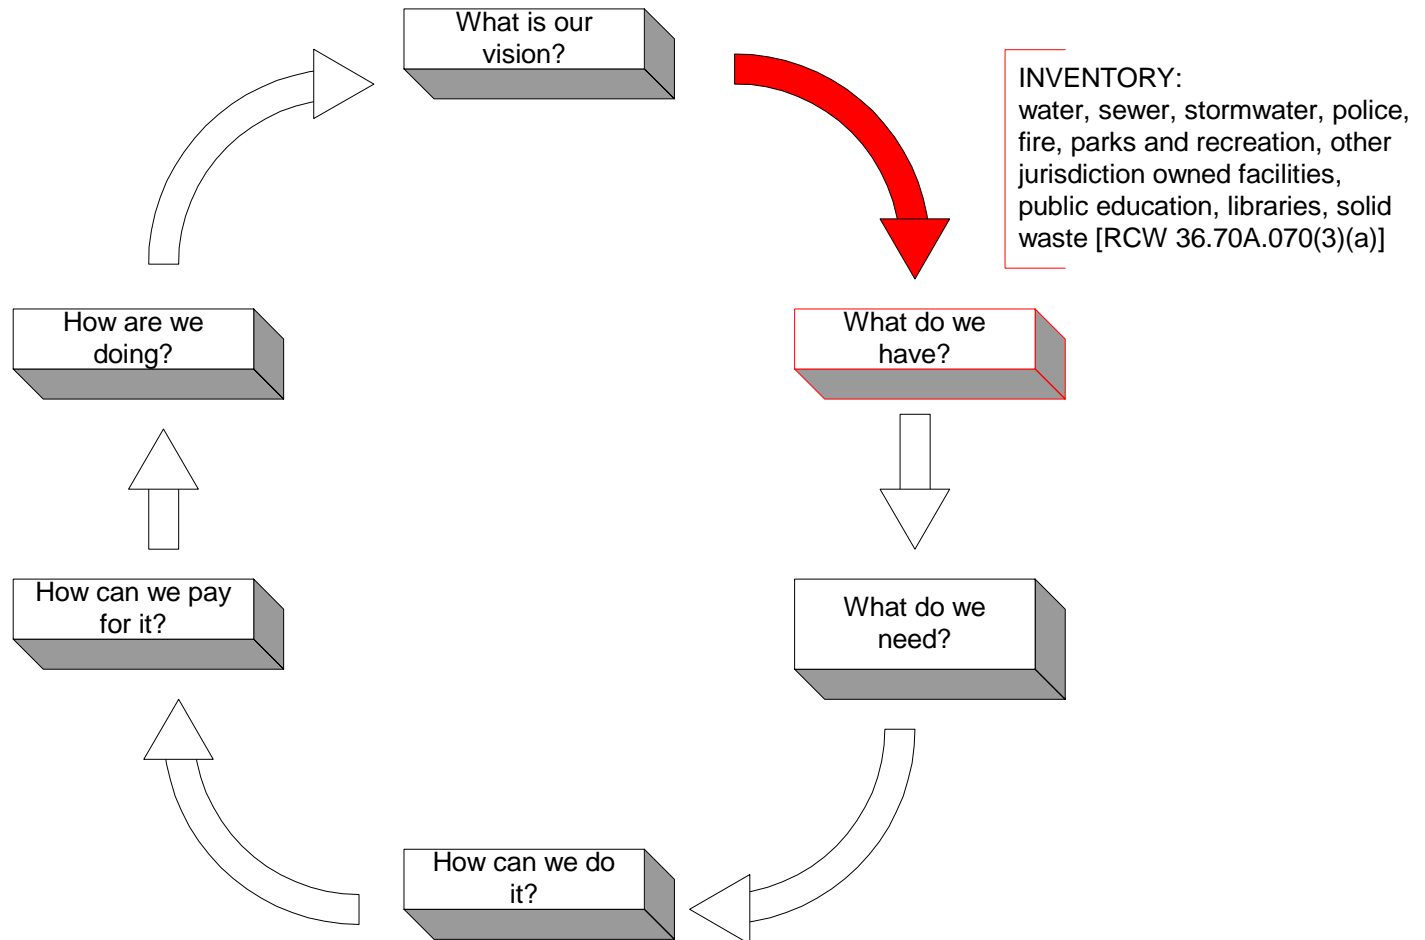 What is our
vision?
INVENTORY:
water, sewer, stormwater, police,
fire, parks and recreation, other
jurisdiction owned facilities,
public education, libraries, solid
waste [RCW 36.70A.070(3)(a)]
How are we
doing?
What do we
have?
How can we pay
for it?
What do we
need?
How can we do
it?